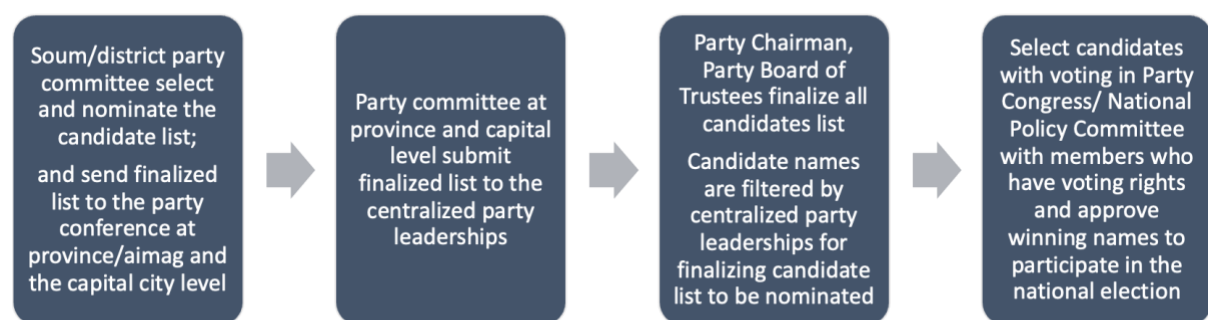 Soum/district party
committee select
and nominate the
candidate list;
and send finalized
list to the party
conference at
province/aimag and
the capital city level
Party committee at
province and capital
level submit
finalized list to the
centralized party
leaderships
Party Chairman,
Party Board of
Trustees finalize all
candidates list
Candidate names
are filtered by
centralized party
leaderships for
finalizing candidate
list to be nominated
Select candidates
with voting in Party
Congress/ National
Policy Committee
with members who
have voting rights
and approve
winning names to
participate in the
national election